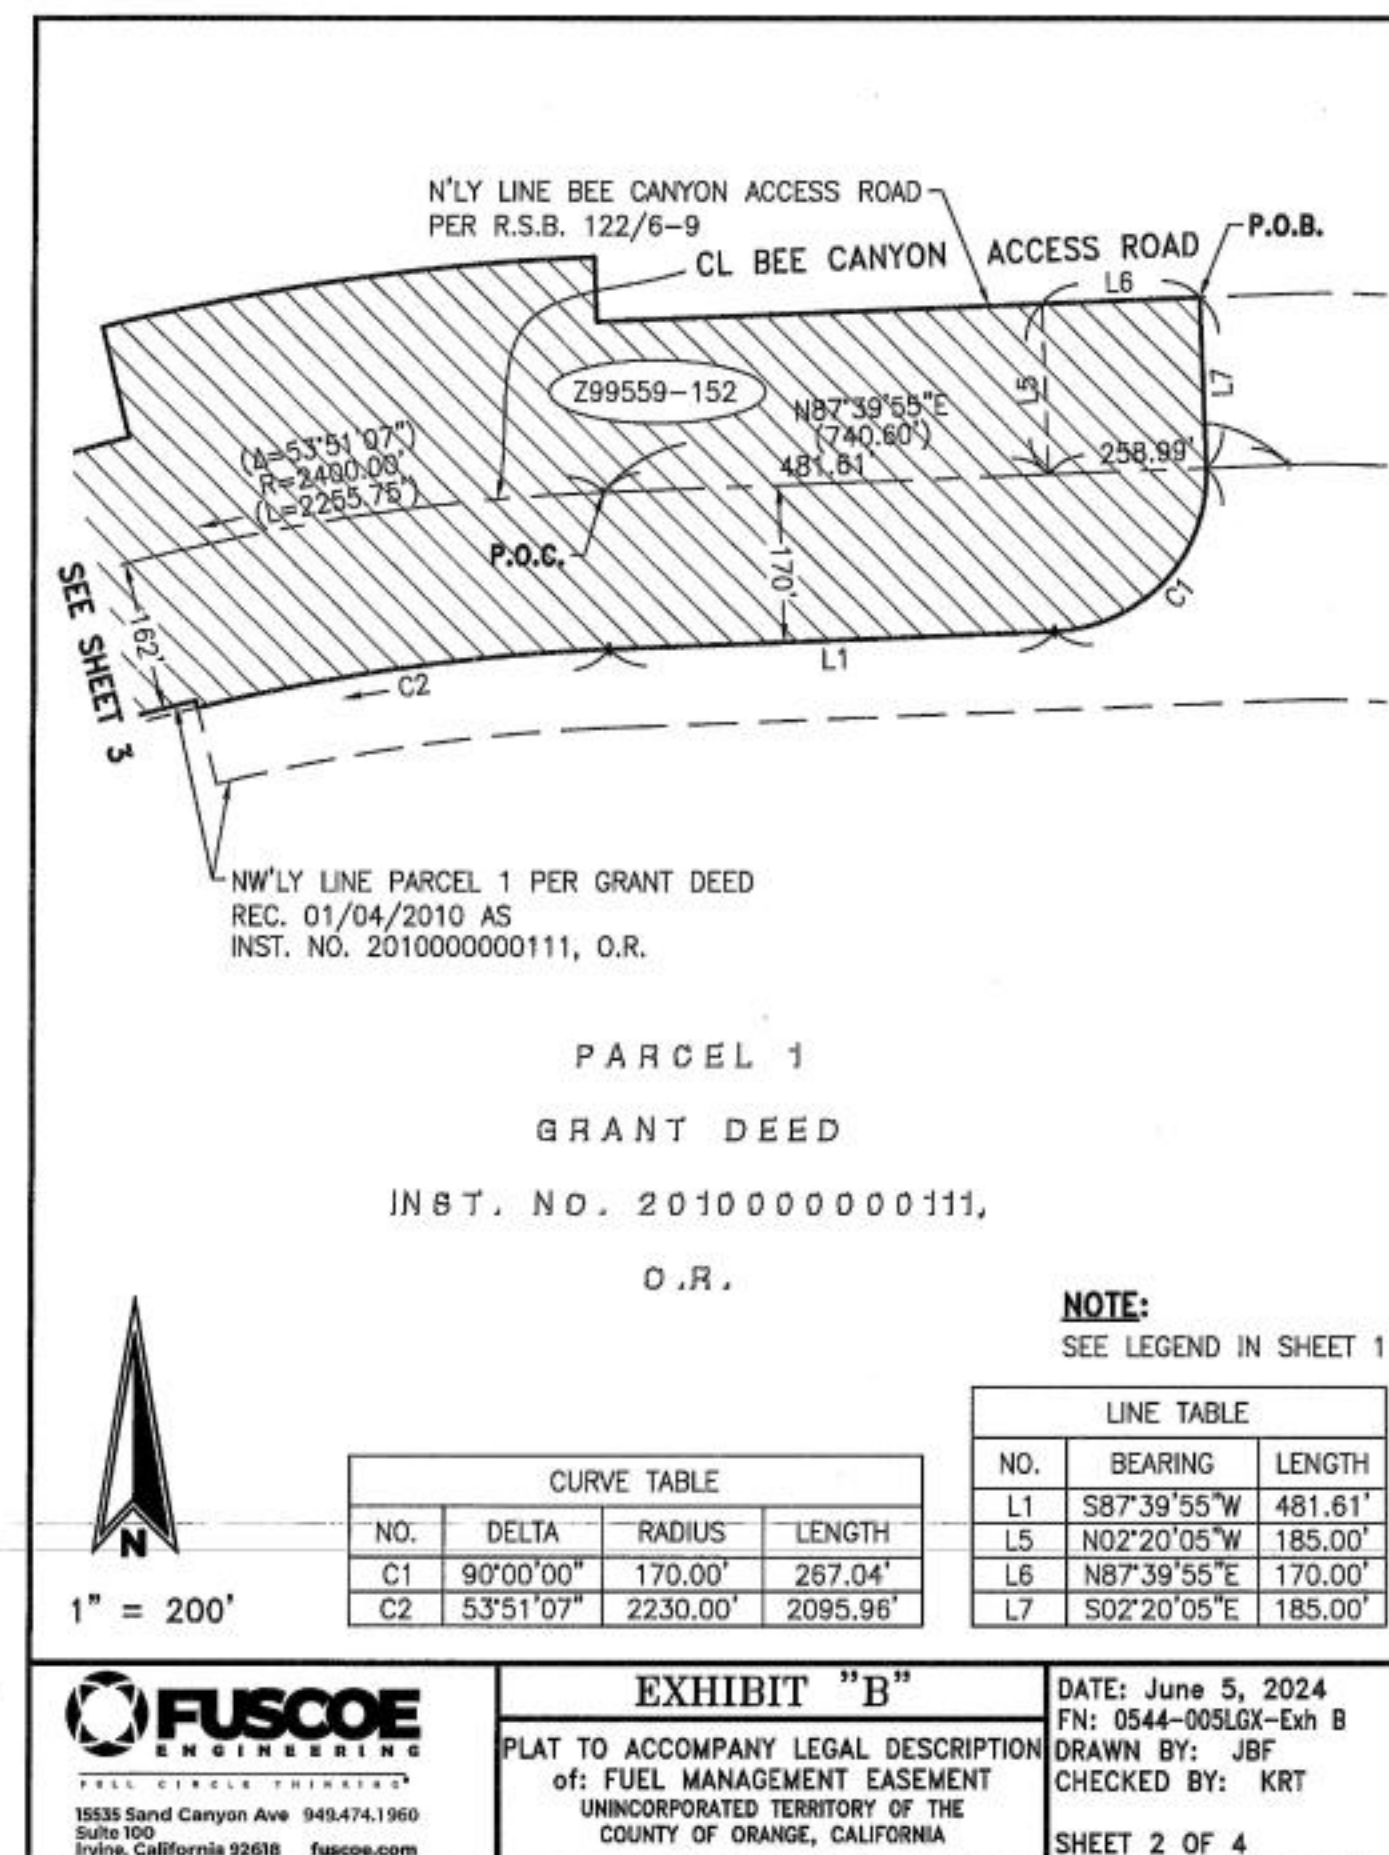 N'LY LINE BEE CANYON ACCESS ROAD
PER R.S.B. 122/6-9
P.O.B.
CL BEE CANYON ACCESS ROAD
L6
Z99559-152
L5
L7
N87°39'55"E
(740.60')
481.61'
258.99'
(Δ=53°51'07")
R=2400.00'
(L=2255.75")
P.O.C.
170'
C1
162'
SEE SHEET 3
L1
C2
NW'LY LINE PARCEL 1 PER GRANT DEED
REC. 01/04/2010 AS
INST. NO. 2010000000111, O.R.
PARCEL 1
GRANT DEED
INST. NO. 2010000000111,
O.R.
NOTE:
SEE LEGEND IN SHEET 1
LINE TABLE
NO. BEARING LENGTH
L1 S87°39'55"W 481.61'
L5 N02°20'05"W 185.00'
L6 N87°39'55"E 170.00'
L7 S02°20'05"E 185.00'
CURVE TABLE
NO. DELTA RADIUS LENGTH
C1 90°00'00" 170.00' 267.04'
C2 53°51'07" 2230.00' 2095.96'
N
1" = 200'
FUSCOE
ENGINEERING
FULL CIRCLE THINKING®
15535 Sand Canyon Ave 949.474.1960
Suite 100
Irvine, California 92618 fuscoe.com
EXHIBIT "B"
PLAT TO ACCOMPANY LEGAL DESCRIPTION
of: FUEL MANAGEMENT EASEMENT
UNINCORPORATED TERRITORY OF THE
COUNTY OF ORANGE, CALIFORNIA
DATE: June 5, 2024
FN: 0544-005LGX-Exh B
DRAWN BY: JBF
CHECKED BY: KRT
SHEET 2 OF 4